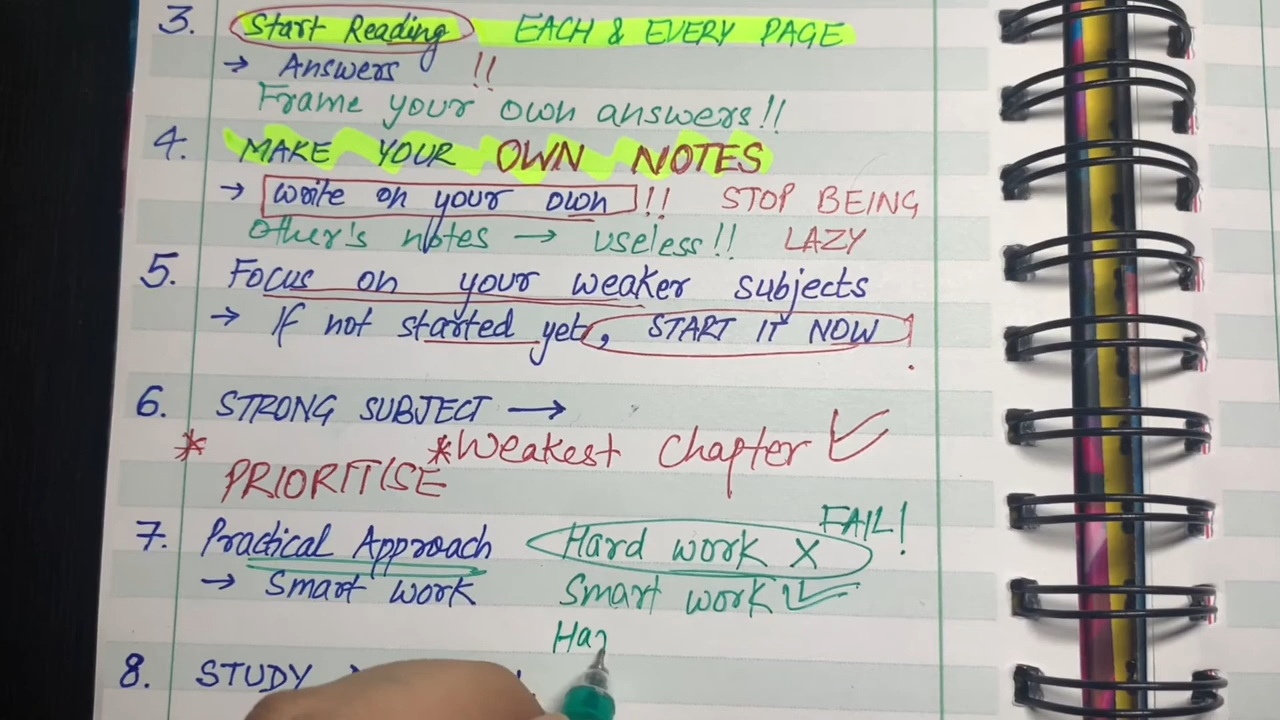 3. Start Reading EACH & EVERY PAGE
→ Answers !!
Frame your own answers!!
4. MAKE YOUR OWN NOTES
→ Write on your own !! STOP BEING
Other's notes → useless!! LAZY
5. Focus on your weaker subjects
→ If not started yet, START IT NOW !
6. STRONG SUBJECT →
*Weakest Chapter ✓
* PRIORITISE
FAIL!
7. Practical Approach Hard work X
→ Smart work Smart work ✓
Har
8. STUDY